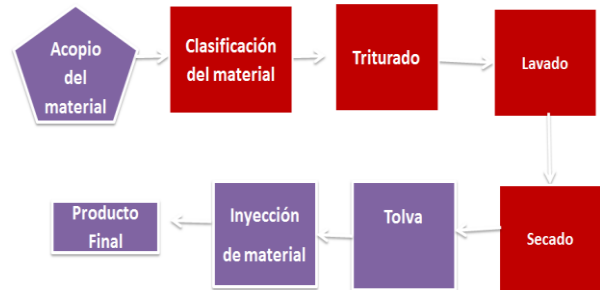 Acopio
del
material
Clasificación
del material
Triturado
Lavado
Secado
Tolva
Inyección
de material
Producto
Final